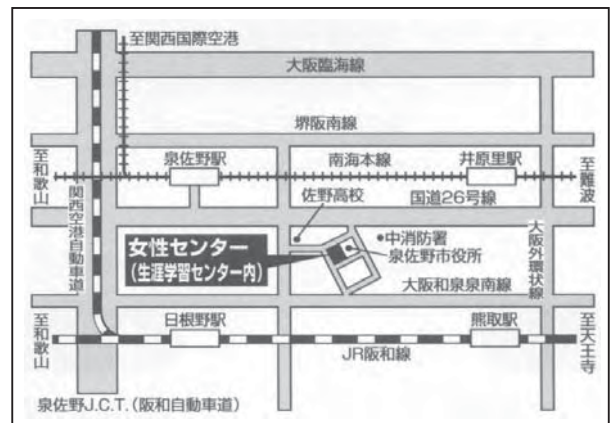 至関西国際空港
大阪臨海線
堺阪南線
至和歌山
泉佐野駅
南海本線
井原里駅
至難波
関西空港自動車道
佐野高校
国道26号線
女性センター
(生涯学習センター内)
•中消防署
泉佐野市役所
大阪外環状線
大阪和泉泉南線
至和歌山
日根野駅
熊取駅
至天王寺
JR阪和線
泉佐野J.C.T.(阪和自動車道)